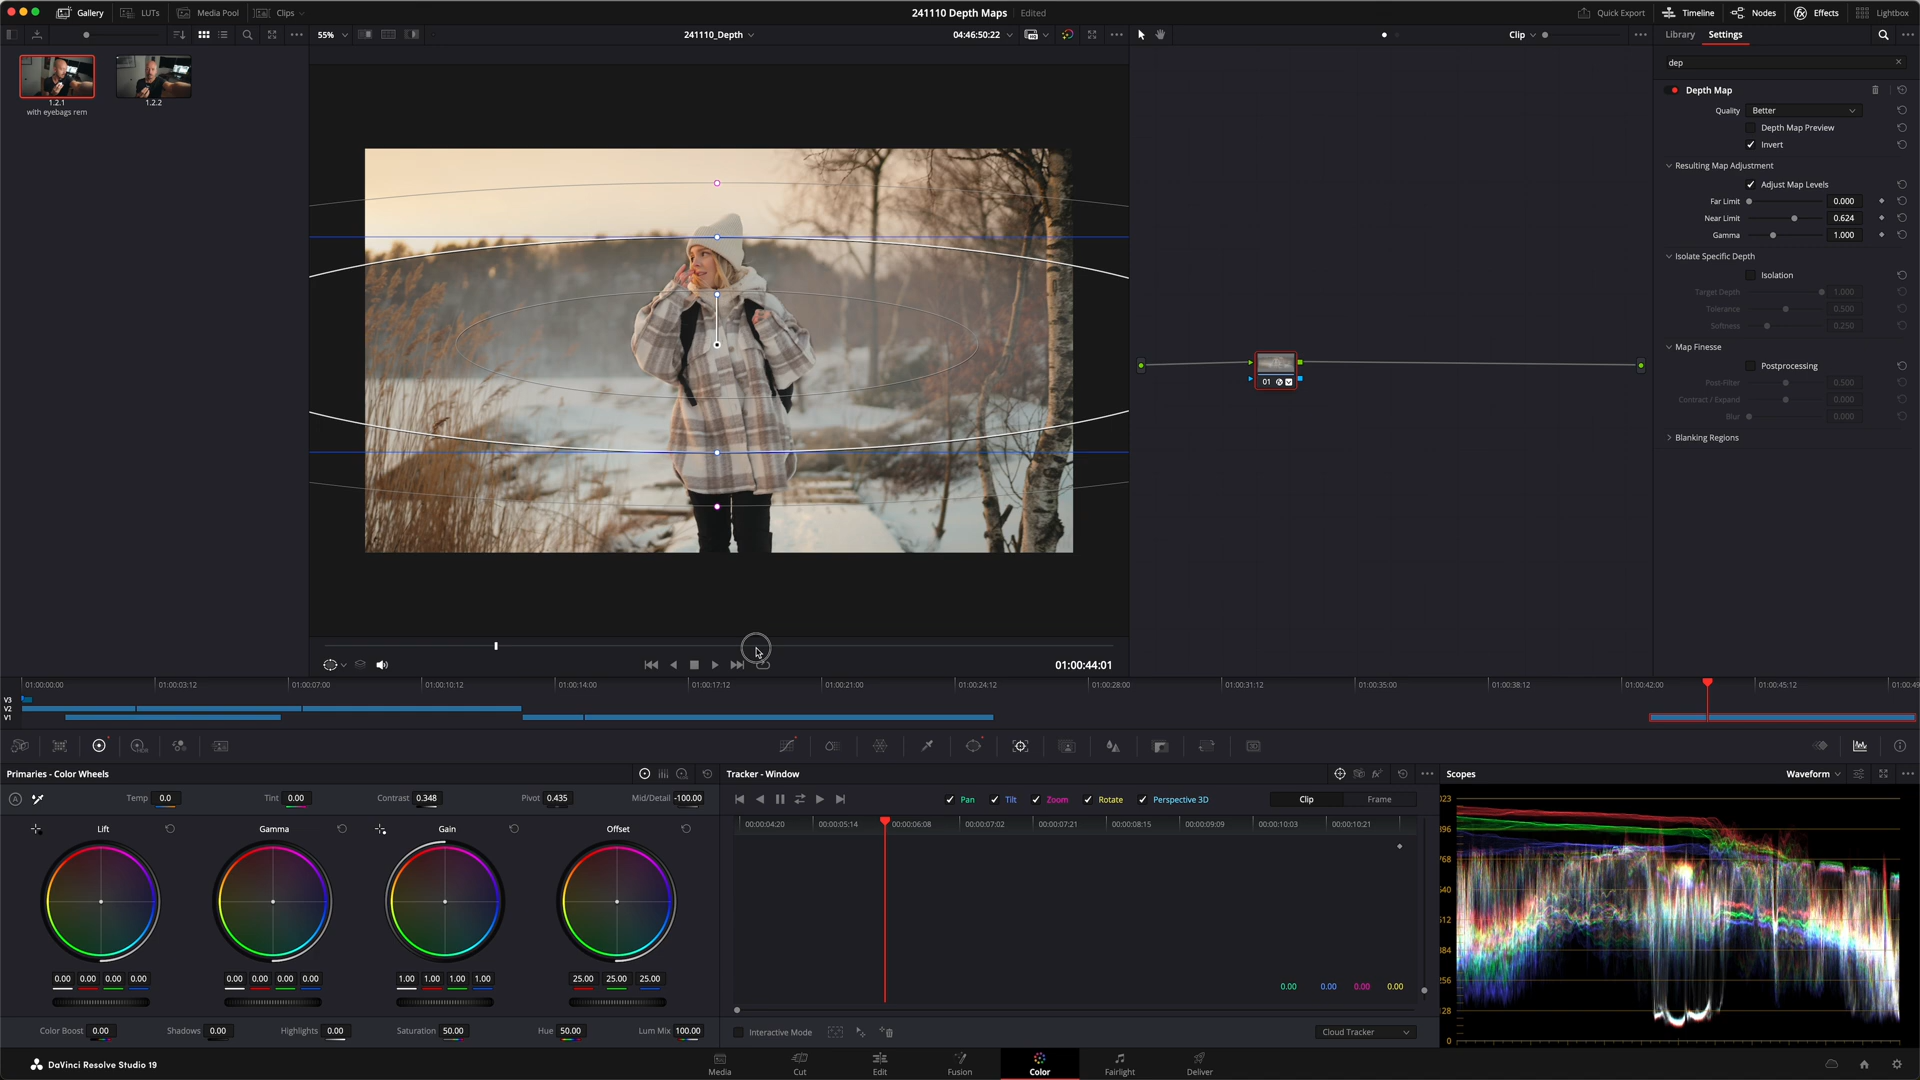 Gallery LUTs Media Pool Clips 241110 Depth Maps Edited Quick Export Timeline Nodes Effects Lightbox
55% 241110_Depth 04:46:50:22 Clip Library Settings
dep
1.2.1 1.2.2
with eyebags rem
Depth Map
Quality Better
Depth Map Preview
Invert
Resulting Map Adjustment
Adjust Map Levels
Far Limit 0.000
Near Limit 0.624
Gamma 1.000
Isolate Specific Depth
Isolation
Target Depth 1.000
Tolerance 0.500
Softness 0.250
Map Finesse
Postprocessing
Post-Filter 0.500
Contract / Expand 0.000
Blur 0.000
Blanking Regions
01
01:00:44:01
01:00:00:00 01:00:03:12 01:00:07:00 01:00:10:12 01:00:14:00 01:00:17:12 01:00:21:00 01:00:24:12 01:00:28:00 01:00:31:12 01:00:35:00 01:00:38:12 01:00:42:00 01:00:45:12 01:00:49
V3
V2
V1
3D
Primaries - Color Wheels
Temp 0.0 Tint 0.00 Contrast 0.348 Pivot 0.435 Mid/Detail -100.00
Lift Gamma Gain Offset
0.00 0.00 0.00 0.00 0.00 0.00 0.00 0.00 1.00 1.00 1.00 1.00 25.00 25.00 25.00
Color Boost 0.00 Shadows 0.00 Highlights 0.00 Saturation 50.00 Hue 50.00 Lum Mix 100.00
Tracker - Window
Pan Tilt Zoom Rotate Perspective 3D Clip Frame
00:00:04:20 00:00:05:14 00:00:06:08 00:00:07:02 00:00:07:21 00:00:08:15 00:00:09:09 00:00:10:03 00:00:10:21
0.00 0.00 0.00 0.00
Interactive Mode Cloud Tracker
Scopes Waveform
23
96
68
40
12
84
56
28
0
DaVinci Resolve Studio 19
Media Cut Edit Fusion Color Fairlight Deliver